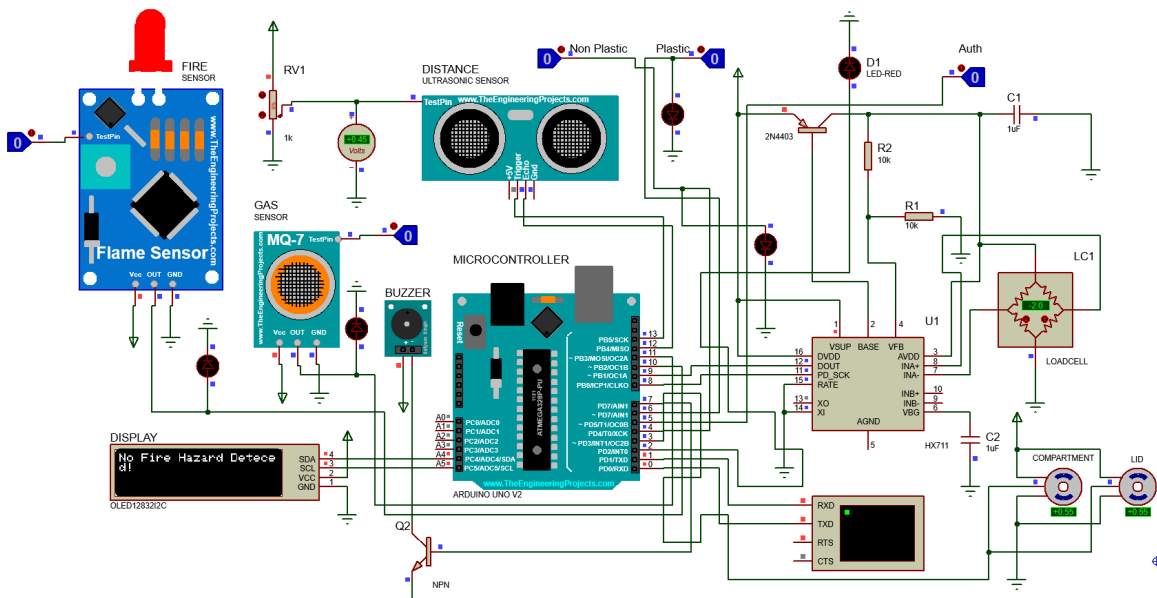 FIRE
SENSOR
TestPin
www.TheEngineeringProjects.com
Flame Sensor
Vcc OUT GND
0
RV1
1k
+0.45
Volts
DISTANCE
ULTRASONIC SENSOR
TestPin
www.TheEngineeringProjects.com
+5V
Trigger
Echo
Gnd
0
Non Plastic
Plastic
0
D1
LED-RED
Auth
0
C1
1uF
2N4403
R2
10k
R1
10k
GAS
SENSOR
MQ-7
TestPin
www.TheEngineeringProjects.com
Vcc OUT GND
0
BUZZER
MICROCONTROLLER
Reset
ATMEGA328P-PU
1121
PB5/SCK
PB4/MISO
~ PB3/MOSI/OC2A
~ PB2/OC1B
~ PB1/OC1A
PB0/ICP1/CLKO
PD7/AIN1
~ PD7/AIN1
~ PD5/T1/OC0B
PD4/T0/XCK
~ PD3/INT1/OC2B
PD2/INT0
PD1/TXD
PD0/RXD
13
12
11
10
9
8
7
6
5
4
3
2
1
0
A0
A1
A2
A3
A4
A5
PC0/ADC0
PC1/ADC1
PC2/ADC2
PC3/ADC3
PC4/ADC4/SDA
PC5/ADC5/SCL
www.TheEngineeringProjects.com
ARDUINO UNO V2
DISPLAY
No Fire Hazard Detece
d!
SDA
SCL
VCC
GND
4
3
2
1
OLED12832I2C
Q2
NPN
RXD
TXD
RTS
CTS
U1
1
2
4
VSUP BASE VFB
16
12
11
15
13
14
DVDD
DOUT
PD_SCK
RATE
XO
XI
AVDD
INA+
INA-
INB+
INB-
VBG
3
8
7
10
9
6
AGND
5
HX711
LC1
LOADCELL
C2
1uF
COMPARTMENT
+0.55
LID
+0.55